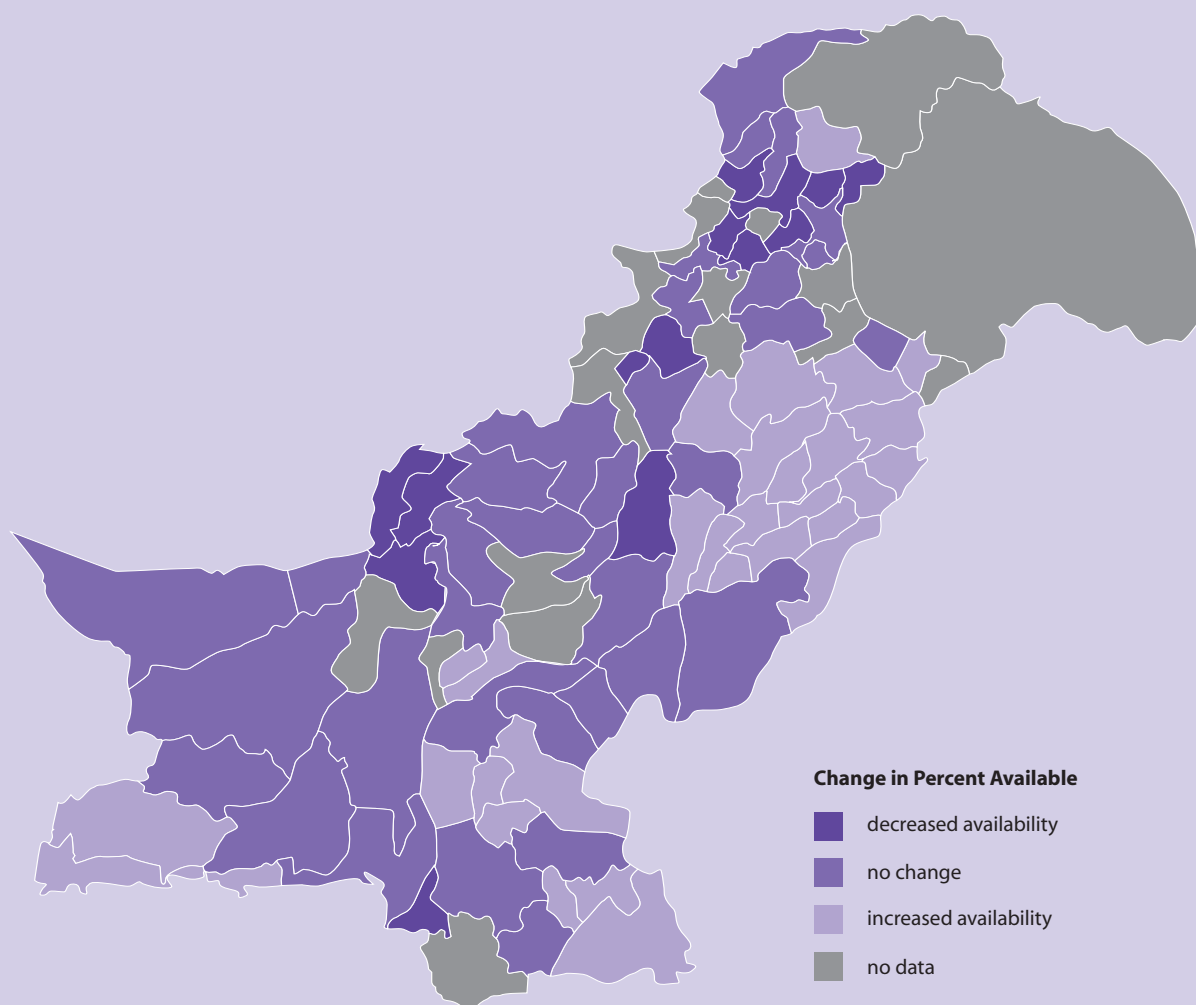 Change in Percent Available
decreased availability
no change
increased availability
no data